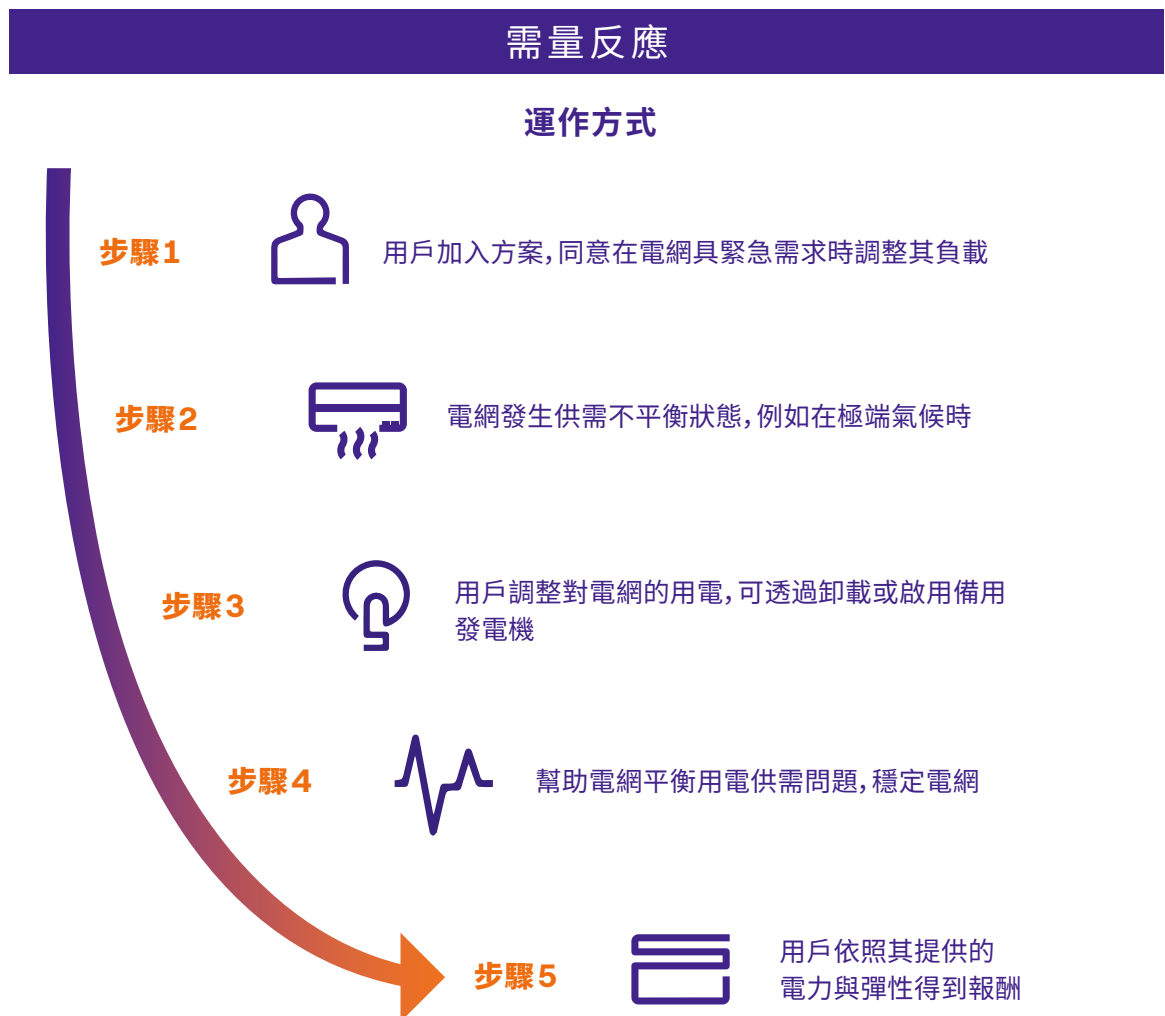 需量反應
運作方式
步驟1
用戶加入方案，同意在電網具緊急需求時調整其負載
步驟2
電網發生供需不平衡狀態，例如在極端氣候時
步驟3
用戶調整對電網的用電，可透過卸載或啟用備用
發電機
步驟4
幫助電網平衡用電供需問題，穩定電網
步驟5
用戶依照其提供的
電力與彈性得到報酬